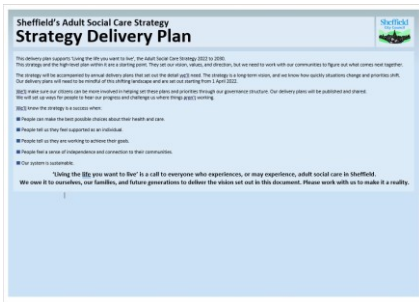 Sheffield's Adult Social Care Strategy
Strategy Delivery Plan
Sheffield
City Council
This delivery plan supports 'Living the life you want to live', the Adult Social Care Strategy 2022 to 2030.
This strategy and the high-level plan within it are a starting point. They set out our vision, values, and direction, but we need to work with our communities to figure out what comes next together.
The strategy will be accompanied by annual delivery plans that set out the detail we'll need. The strategy is a long-term vision, and we know how quickly situations change and priorities shift.
Our delivery plans will need to be mindful of this shifting landscape and are set out starting from 1 April 2022.
We'll make sure our citizens can be more involved in helping set these plans and priorities through our governance structure. Our delivery plans will be published and shared.
We will set up ways for people to hear our progress and challenge us where things aren't working.
We'll know the strategy is a success when:
People can make the best possible choices about their health and care.
People tell us they feel supported as an individual.
People tell us they are working to achieve their goals.
People feel a sense of independence and connection to their communities.
Our system is sustainable.
'Living the life you want to live' is a call to everyone who experiences, or may experience, adult social care in Sheffield.
We owe it to ourselves, our families, and future generations to deliver the vision set out in this document. Please work with us to make it a reality.